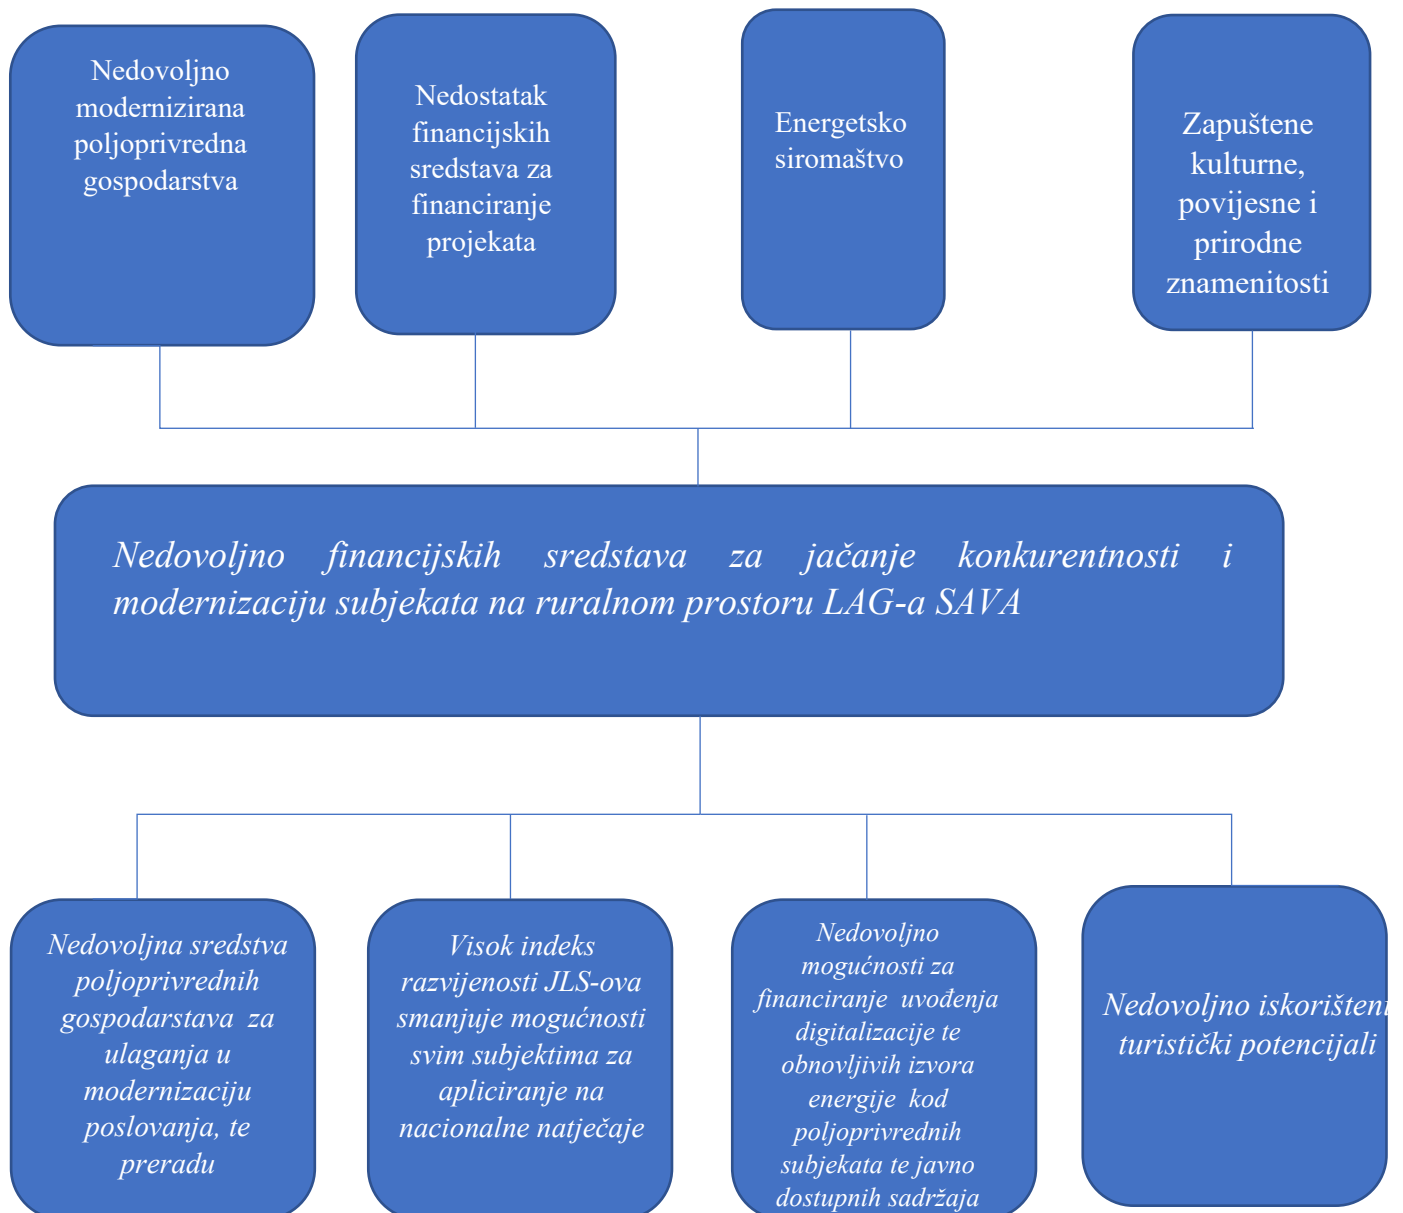 Nedovoljno
modernizirana
poljoprivredna
gospodarstva
Nedostatak
financijskih
sredstava za
financiranje
projekata
Energetsko
siromaštvo
Zapuštene
kulturne,
povijesne i
prirodne
znamenitosti
Nedovoljno financijskih sredstava za jačanje konkurentnosti i
modernizaciju subjekata na ruralnom prostoru LAG-a SAVA
Nedovoljna sredstva
poljoprivrednih
gospodarstava za
ulaganja u
modernizaciju
poslovanja, te
preradu
Visok indeks
razvijenosti JLS-ova
smanjuje mogućnosti
svim subjektima za
apliciranje na
nacionalne natječaje
Nedovoljno
mogućnosti za
financiranje uvođenja
digitalizacije te
obnovljivih izvora
energije kod
poljoprivrednih
subjekata te javno
dostupnih sadržaja
Nedovoljno iskorišteni
turistički potencijali